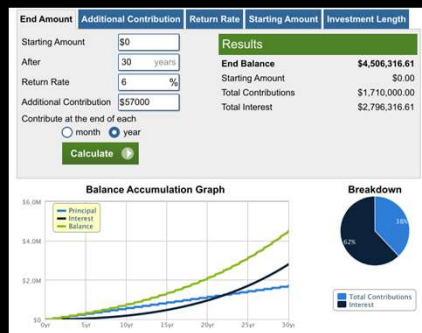 End Amount Additional Contribution Return Rate Starting Amount Investment Length
Starting Amount $0
After 30 years
Return Rate 6 %
Additional Contribution $57000
Contribute at the end of each
month year
Calculate
Results
End Balance $4,506,316.61
Starting Amount $0.00
Total Contributions $1,710,000.00
Total Interest $2,796,316.61
Balance Accumulation Graph
$6.0M
$4.0M
$2.0M
$0
Principal
Interest
Balance
0yr 5yr 10yr 15yr 20yr 25yr 30yr
Breakdown
38%
62%
Total Contributions
Interest